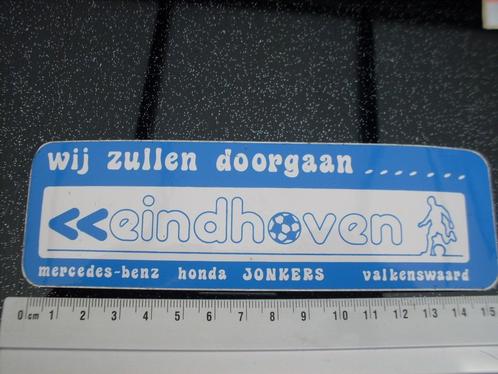 wij zullen doorgaan.......
eindhoven
mercedes-benz honda JONKERS valkenswaard
0 cm 1 2 3 4 5 6 7 8 9 10 11 12 13 14 15